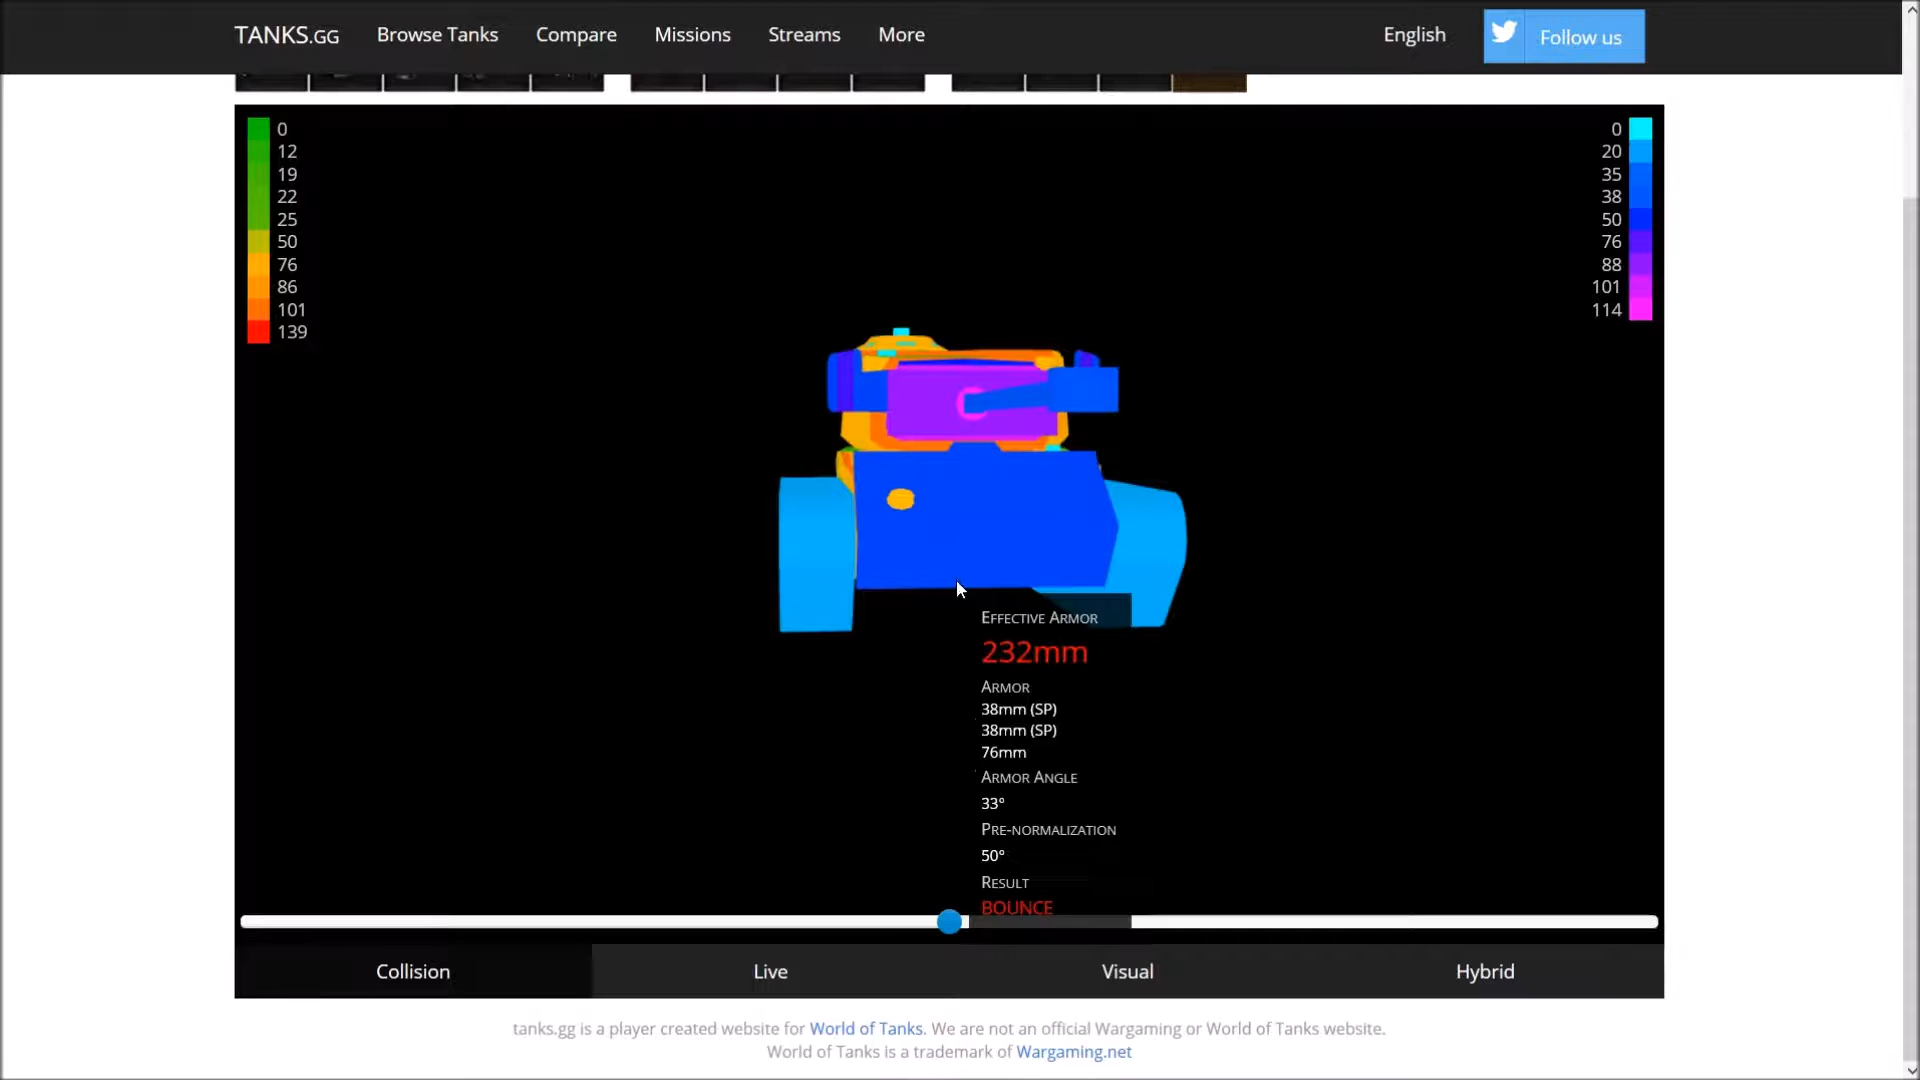 TANKS.GG Browse Tanks Compare Missions Streams More English Follow us
0
12
19
22
25
50
76
86
101
139
0
20
35
38
50
76
88
101
114
EFFECTIVE ARMOR
232mm
ARMOR
38mm (SP)
38mm (SP)
76mm
ARMOR ANGLE
33°
PRE-NORMALIZATION
50°
RESULT
BOUNCE
Collision Live Visual Hybrid
tanks.gg is a player created website for World of Tanks. We are not an official Wargaming or World of Tanks website.
World of Tanks is a trademark of Wargaming.net